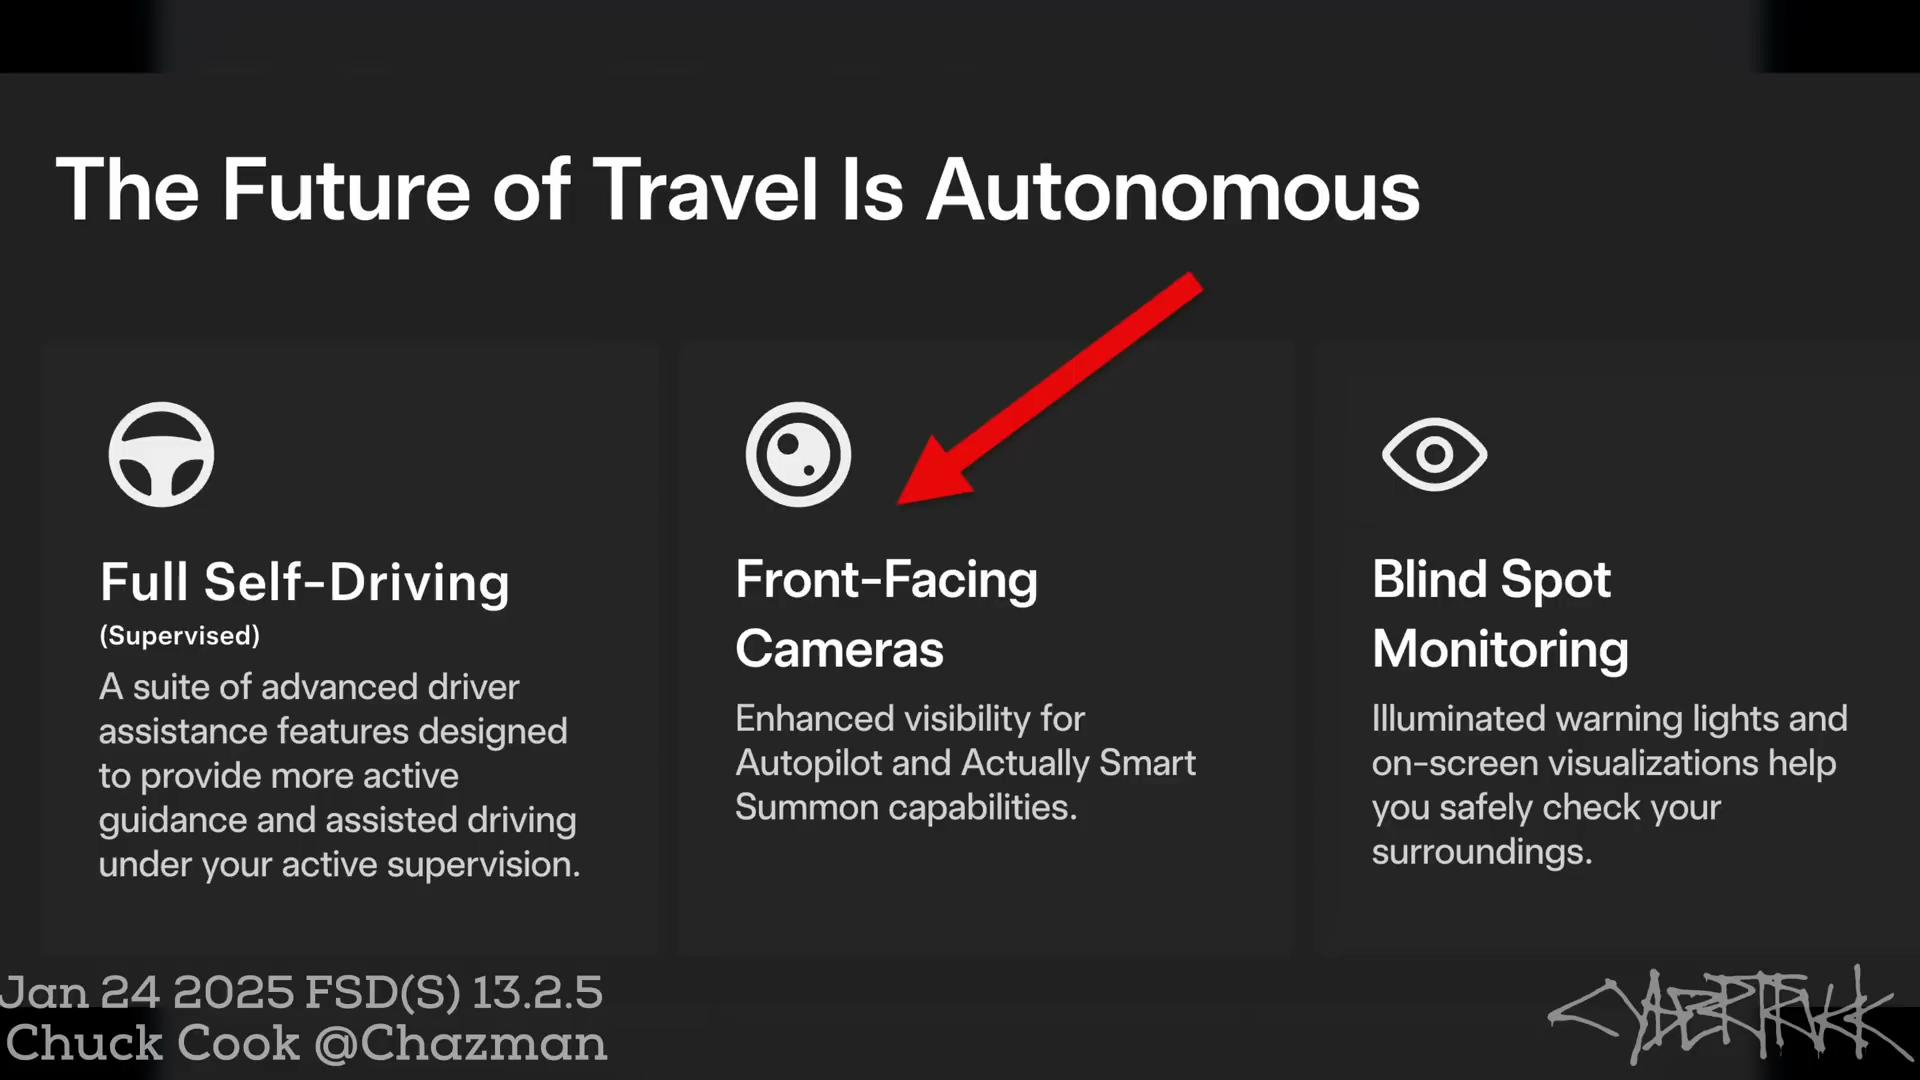 The Future of Travel Is Autonomous
Full Self-Driving
(Supervised)
A suite of advanced driver
assistance features designed
to provide more active
guidance and assisted driving
under your active supervision.
Front-Facing
Cameras
Enhanced visibility for
Autopilot and Actually Smart
Summon capabilities.
Blind Spot
Monitoring
Illuminated warning lights and
on-screen visualizations help
you safely check your
surroundings.
Jan 24 2025 FSD(S) 13.2.5
Chuck Cook @Chazman
CYBERTRUCK